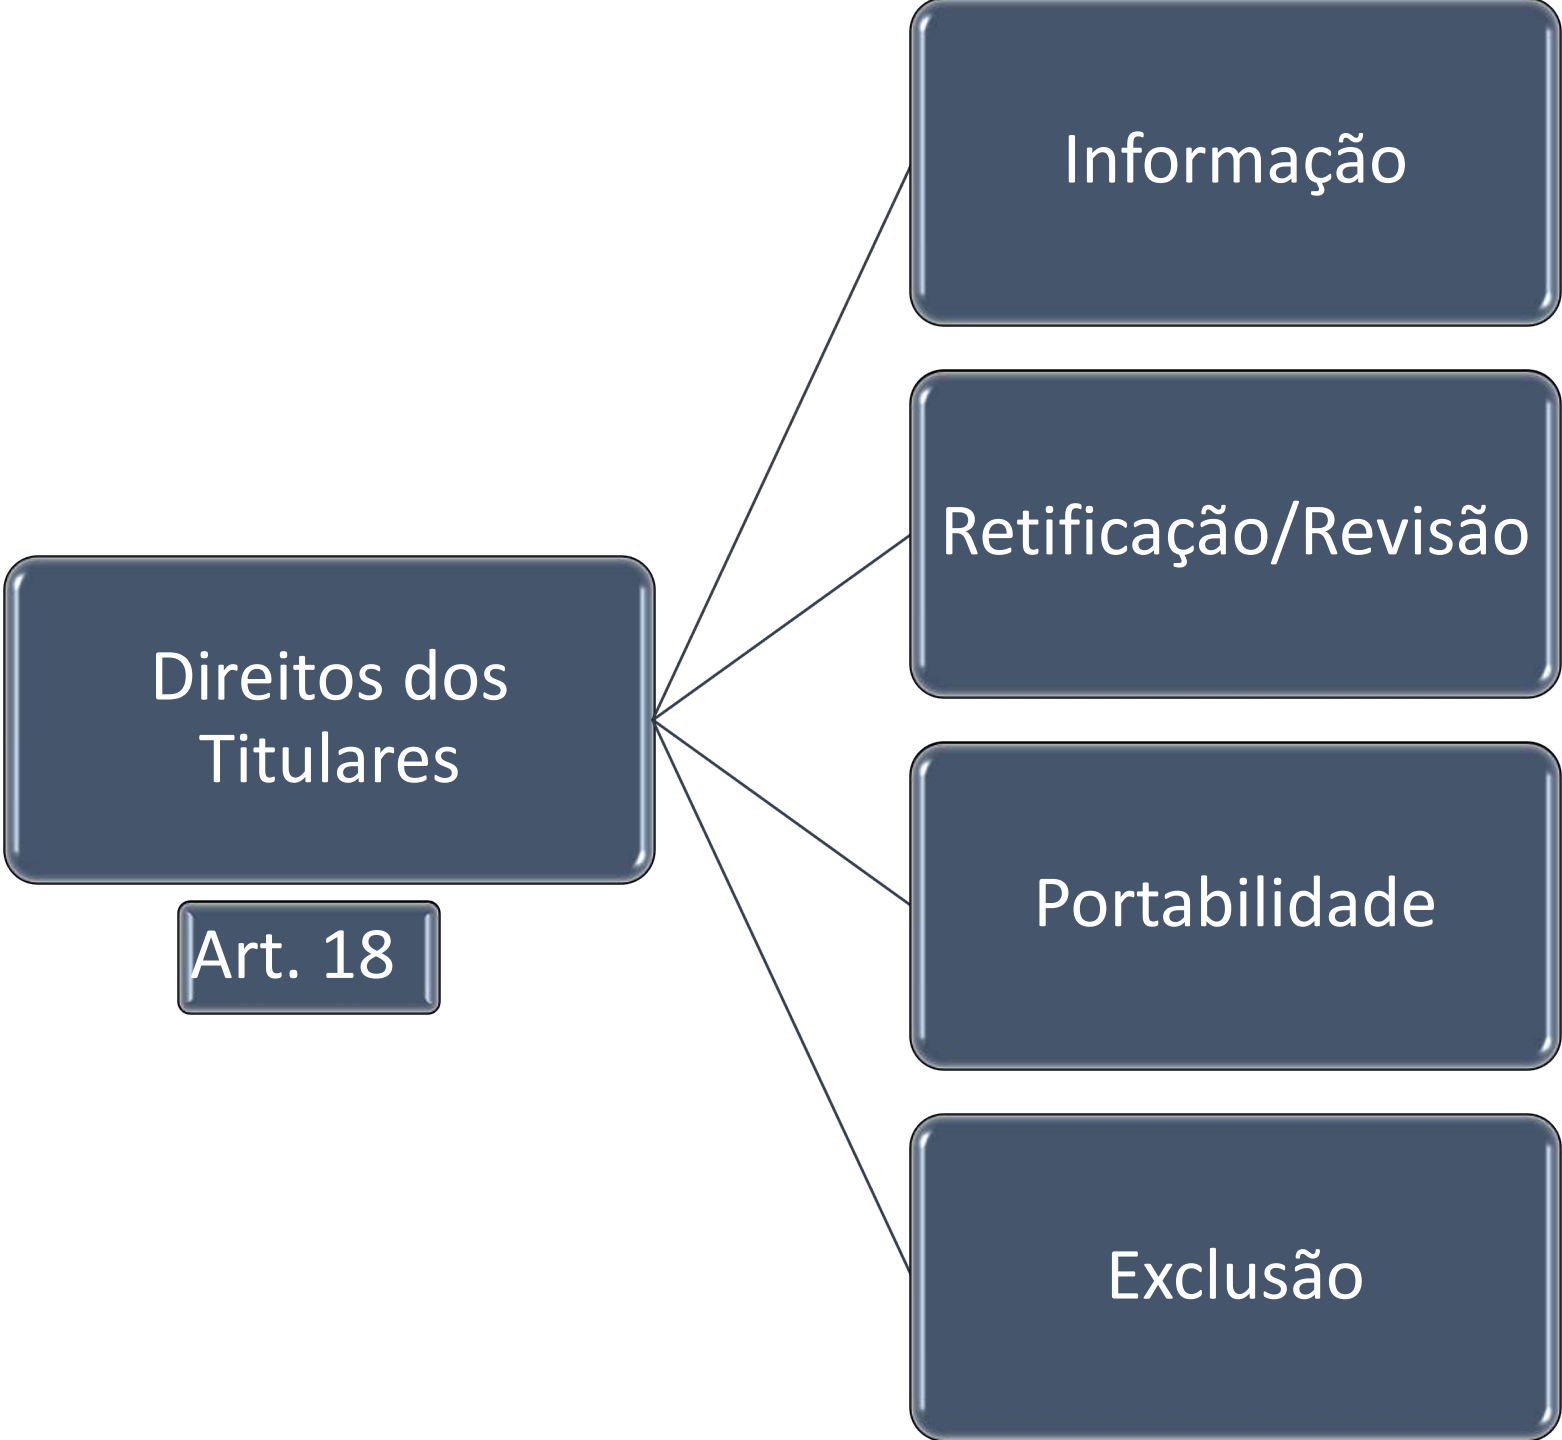 Direitos dos
Titulares
Art. 18
Informação
Retificação/Revisão
Portabilidade
Exclusão